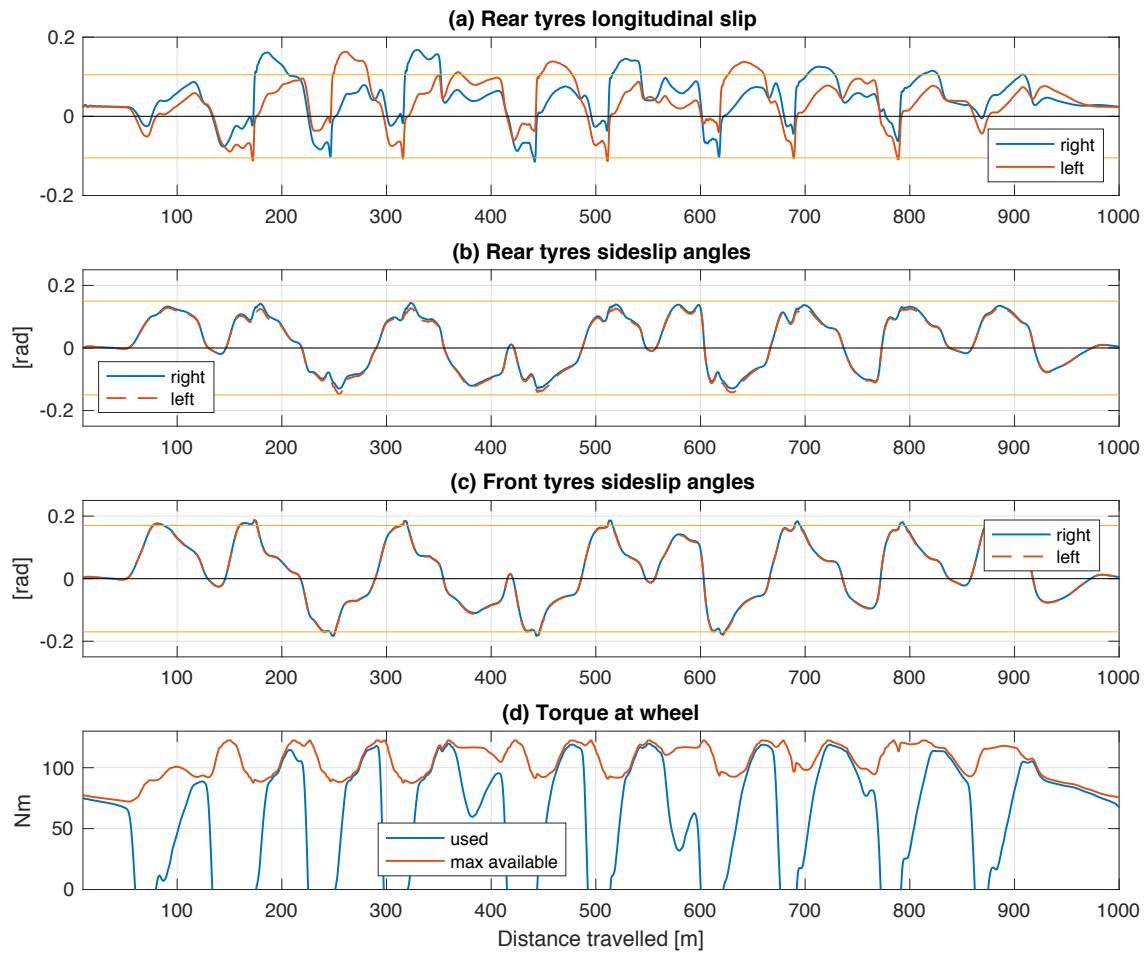 (a) Rear tyres longitudinal slip
0.2
0
-0.2
right
left
100 200 300 400 500 600 700 800 900 1000
(b) Rear tyres sideslip angles
[rad]
0.2
0
-0.2
right
left
100 200 300 400 500 600 700 800 900 1000
(c) Front tyres sideslip angles
[rad]
0.2
0
-0.2
right
left
100 200 300 400 500 600 700 800 900 1000
(d) Torque at wheel
Nm
100
50
0
used
max available
100 200 300 400 500 600 700 800 900 1000
Distance travelled [m]